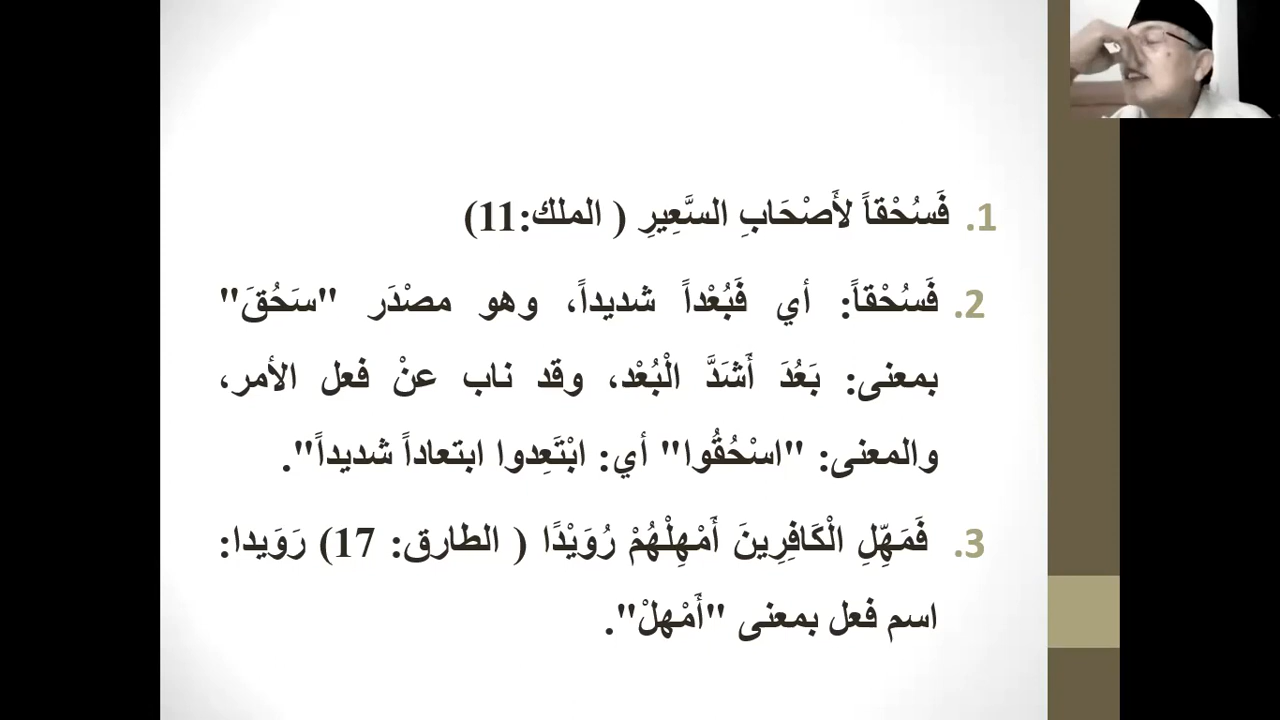 1. فَسُحْقاً لأَصْحَابِ السَّعِيرِ ( الملك:11)
2. فَسُحْقاً: أي فَبُعْداً شديداً، وهو مصْدَر "سَحُقَ"
بمعنى: بَعُدَ أَشَدَّ الْبُعْد، وقد ناب عنْ فعل الأمر،
والمعنى: "اسْحُقُوا" أي: ابْتَعِدوا ابتعاداً شديداً".
3. فَمَهِّلِ الْكَافِرِينَ أَمْهِلْهُمْ رُوَيْدًا ( الطارق: 17) رَوَيدا:
اسم فعل بمعنى "أَمْهلْ".